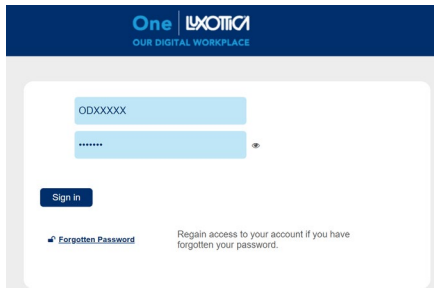 One LUXOTTICA
OUR DIGITAL WORKPLACE
ODXXXXX
•••••••
Sign in
Forgotten Password
Regain access to your account if you have
forgotten your password.